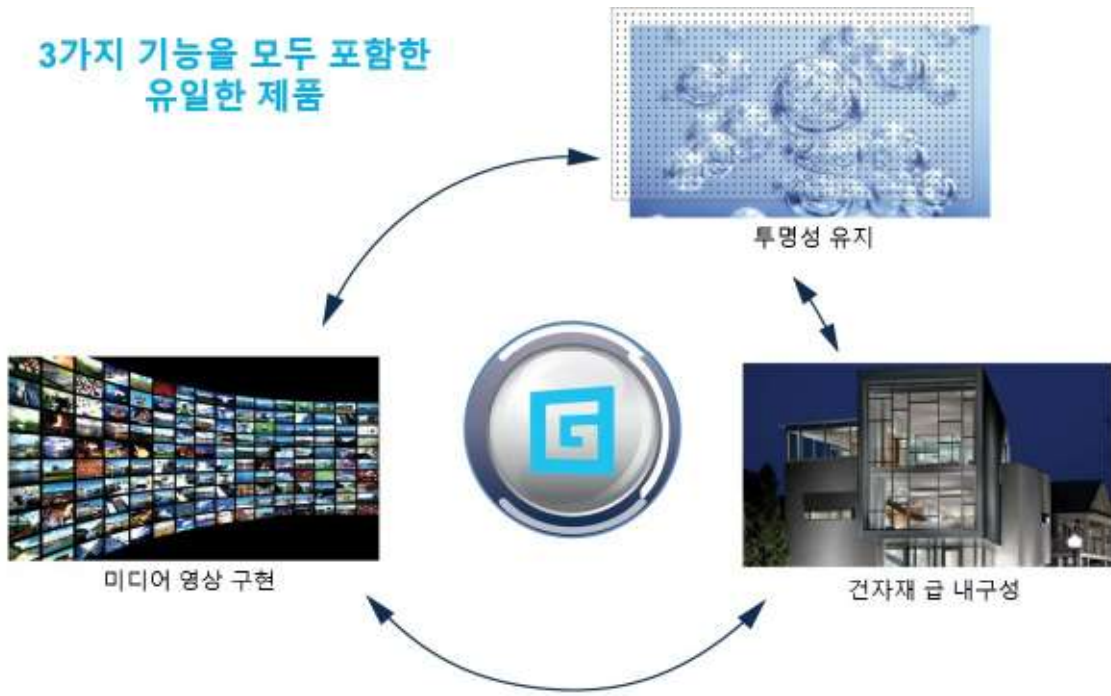 3가지 기능을 모두 포함한
유일한 제품
투명성 유지
미디어 영상 구현
건자재 급 내구성
G